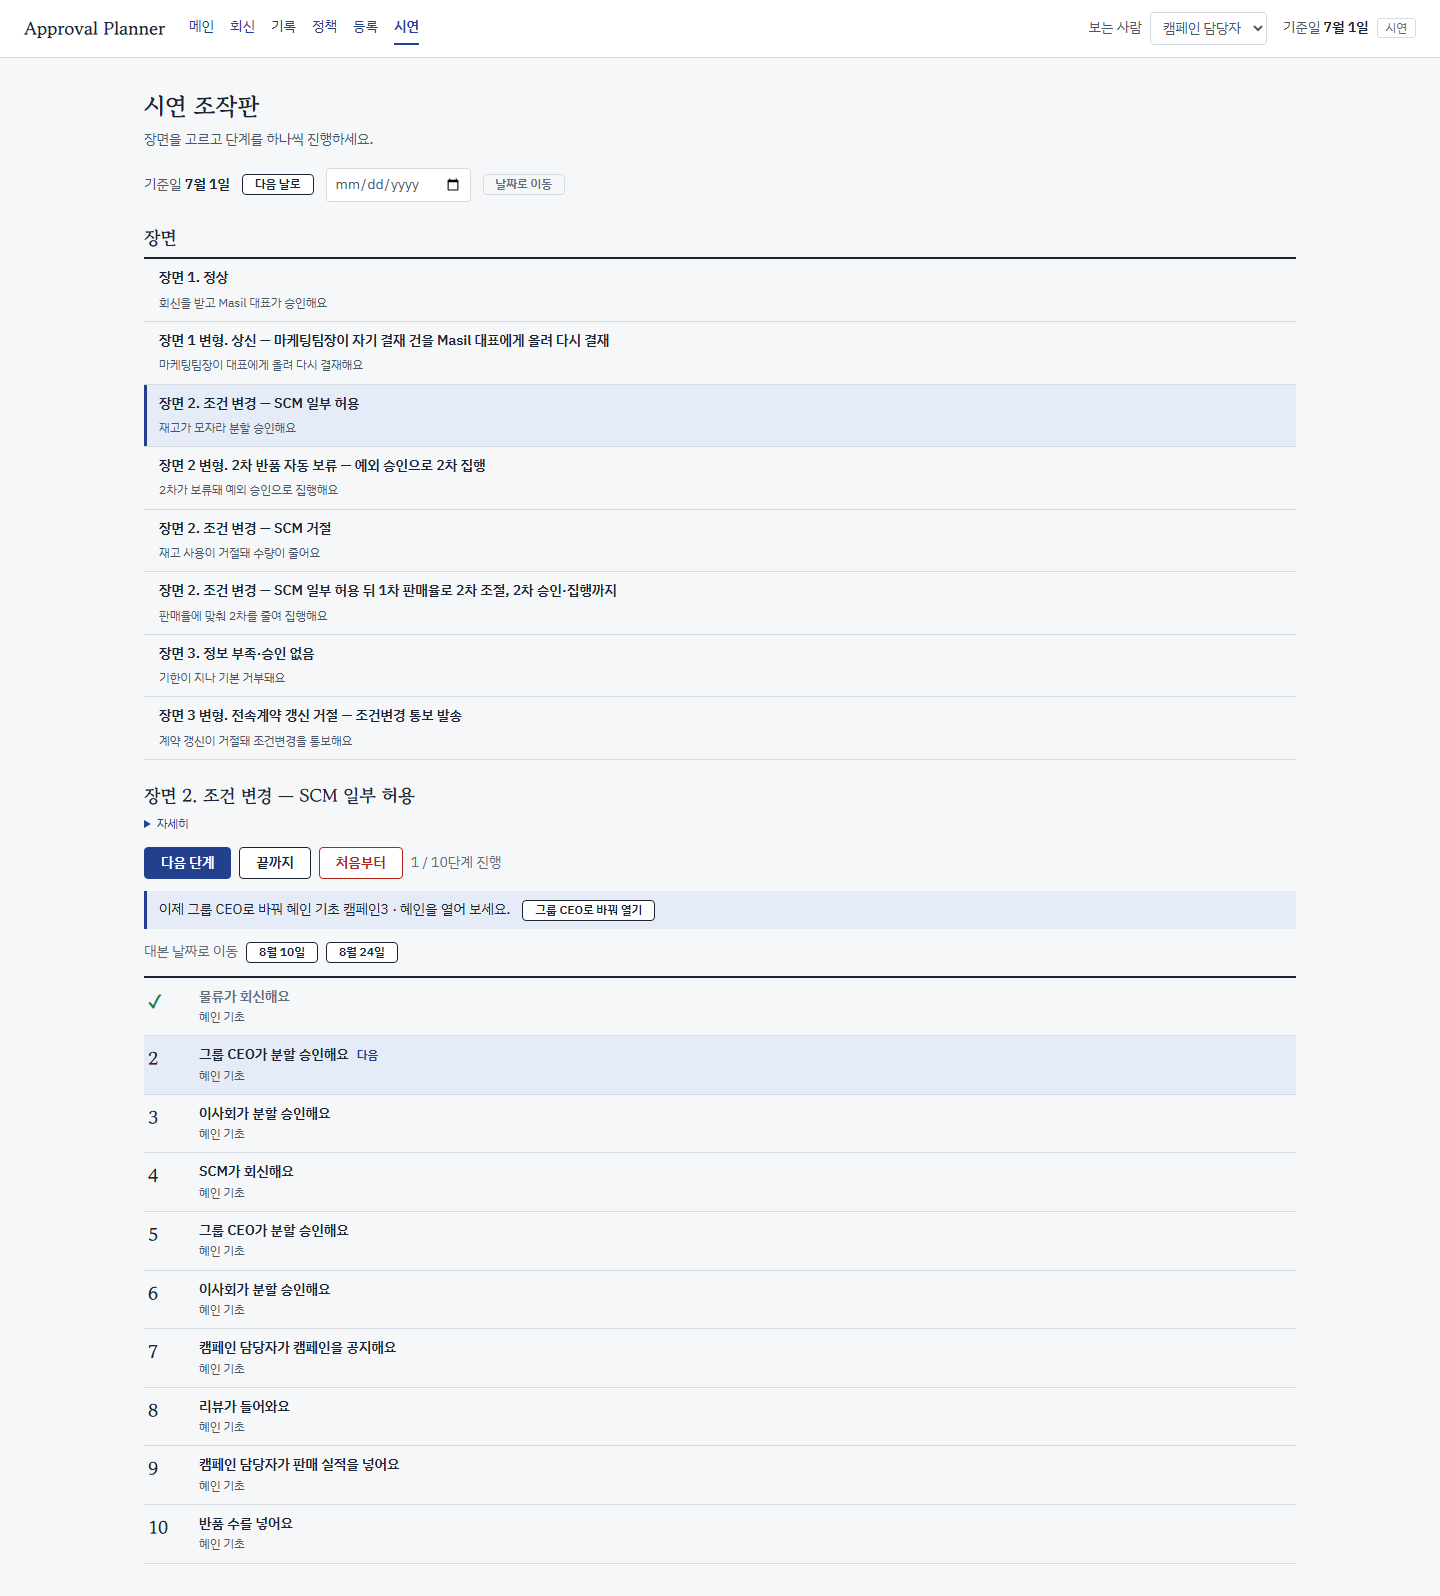 Approval Planner 메인 회신 기록 정책 등록 시연 보는 사람 캠페인 담당자 기준일 7월 1일 시연
시연 조작판
장면을 고르고 단계를 하나씩 진행하세요.
기준일 7월 1일 다음 날로 mm/dd/yyyy 날짜로 이동
장면
장면 1. 정상
회신을 받고 Masil 대표가 승인해요
장면 1 변형. 상신 — 마케팅팀장이 자기 결재 건을 Masil 대표에게 올려 다시 결재
마케팅팀장이 대표에게 올려 다시 결재해요
장면 2. 조건 변경 — SCM 일부 허용
재고가 모자라 분할 승인해요
장면 2 변형. 2차 반품 자동 보류 — 예외 승인으로 2차 집행
2차가 보류돼 예외 승인으로 집행해요
장면 2. 조건 변경 — SCM 거절
재고 사용이 거절돼 수량이 줄어요
장면 2. 조건 변경 — SCM 일부 허용 뒤 1차 판매율로 2차 조절, 2차 승인·집행까지
판매율에 맞춰 2차를 줄여 집행해요
장면 3. 정보 부족·승인 없음
기한이 지나 기본 거부돼요
장면 3 변형. 전속계약 갱신 거절 — 조건변경 통보 발송
계약 갱신이 거절돼 조건변경을 통보해요
장면 2. 조건 변경 — SCM 일부 허용
▶ 자세히
다음 단계 끝까지 처음부터 1 / 10단계 진행
이제 그룹 CEO로 바꿔 혜인 기초 캠페인3 · 혜인을 열어 보세요. 그룹 CEO로 바꿔 열기
대본 날짜로 이동 8월 10일 8월 24일
✓ 물류가 회신해요
혜인 기초
2 그룹 CEO가 분할 승인해요 다음
혜인 기초
3 이사회가 분할 승인해요
혜인 기초
4 SCM가 회신해요
혜인 기초
5 그룹 CEO가 분할 승인해요
혜인 기초
6 이사회가 분할 승인해요
혜인 기초
7 캠페인 담당자가 캠페인을 공지해요
혜인 기초
8 리뷰가 들어와요
혜인 기초
9 캠페인 담당자가 판매 실적을 넣어요
혜인 기초
10 반품 수를 넣어요
혜인 기초